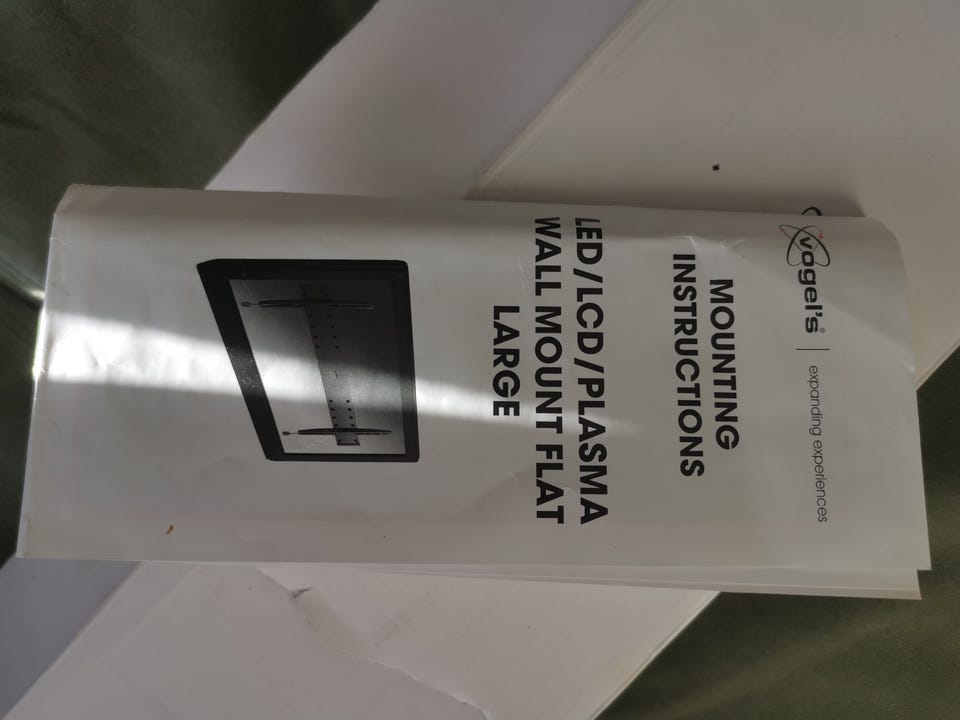 vogel's® | expanding experiences
MOUNTING
INSTRUCTIONS
LED/LCD/PLASMA
WALL MOUNT FLAT
LARGE